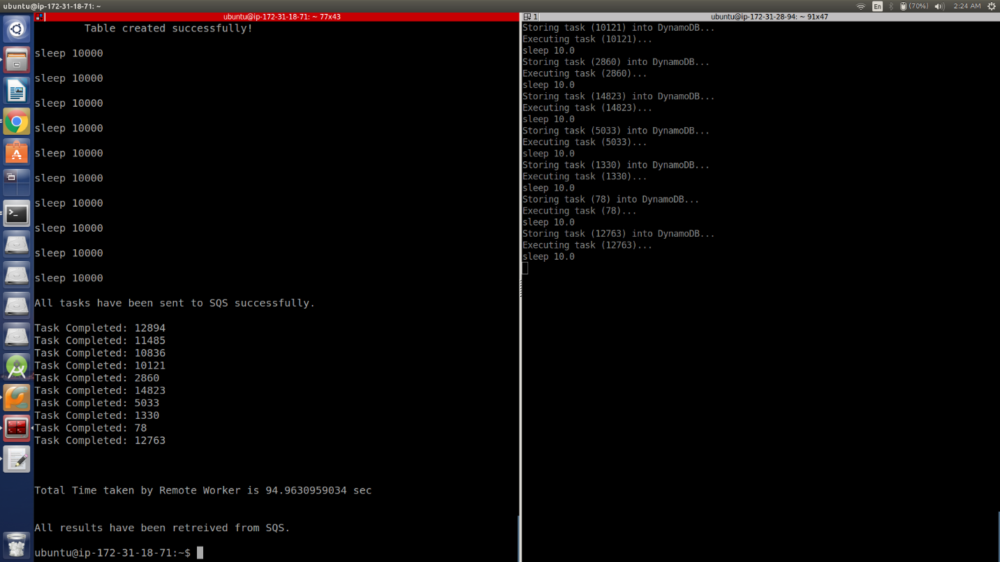 ubuntu@ip-172-31-18-71: ~
En
(70%)
2:24 AM
ubuntu@ip-172-31-18-71: ~ 77x43
Table created successfully!
sleep 10000
sleep 10000
sleep 10000
sleep 10000
sleep 10000
sleep 10000
sleep 10000
sleep 10000
sleep 10000
sleep 10000
All tasks have been sent to SQS successfully.
Task Completed: 12894
Task Completed: 11485
Task Completed: 10836
Task Completed: 10121
Task Completed: 2860
Task Completed: 14823
Task Completed: 5033
Task Completed: 1330
Task Completed: 78
Task Completed: 12763
Total Time taken by Remote Worker is 94.9630959034 sec
All results have been retreived from SQS.
ubuntu@ip-172-31-18-71:~$
1
ubuntu@ip-172-31-28-94: ~ 91x47
Storing task (10121) into DynamoDB...
Executing task (10121)...
sleep 10.0
Storing task (2860) into DynamoDB...
Executing task (2860)...
sleep 10.0
Storing task (14823) into DynamoDB...
Executing task (14823)...
sleep 10.0
Storing task (5033) into DynamoDB...
Executing task (5033)...
sleep 10.0
Storing task (1330) into DynamoDB...
Executing task (1330)...
sleep 10.0
Storing task (78) into DynamoDB...
Executing task (78)...
sleep 10.0
Storing task (12763) into DynamoDB...
Executing task (12763)...
sleep 10.0